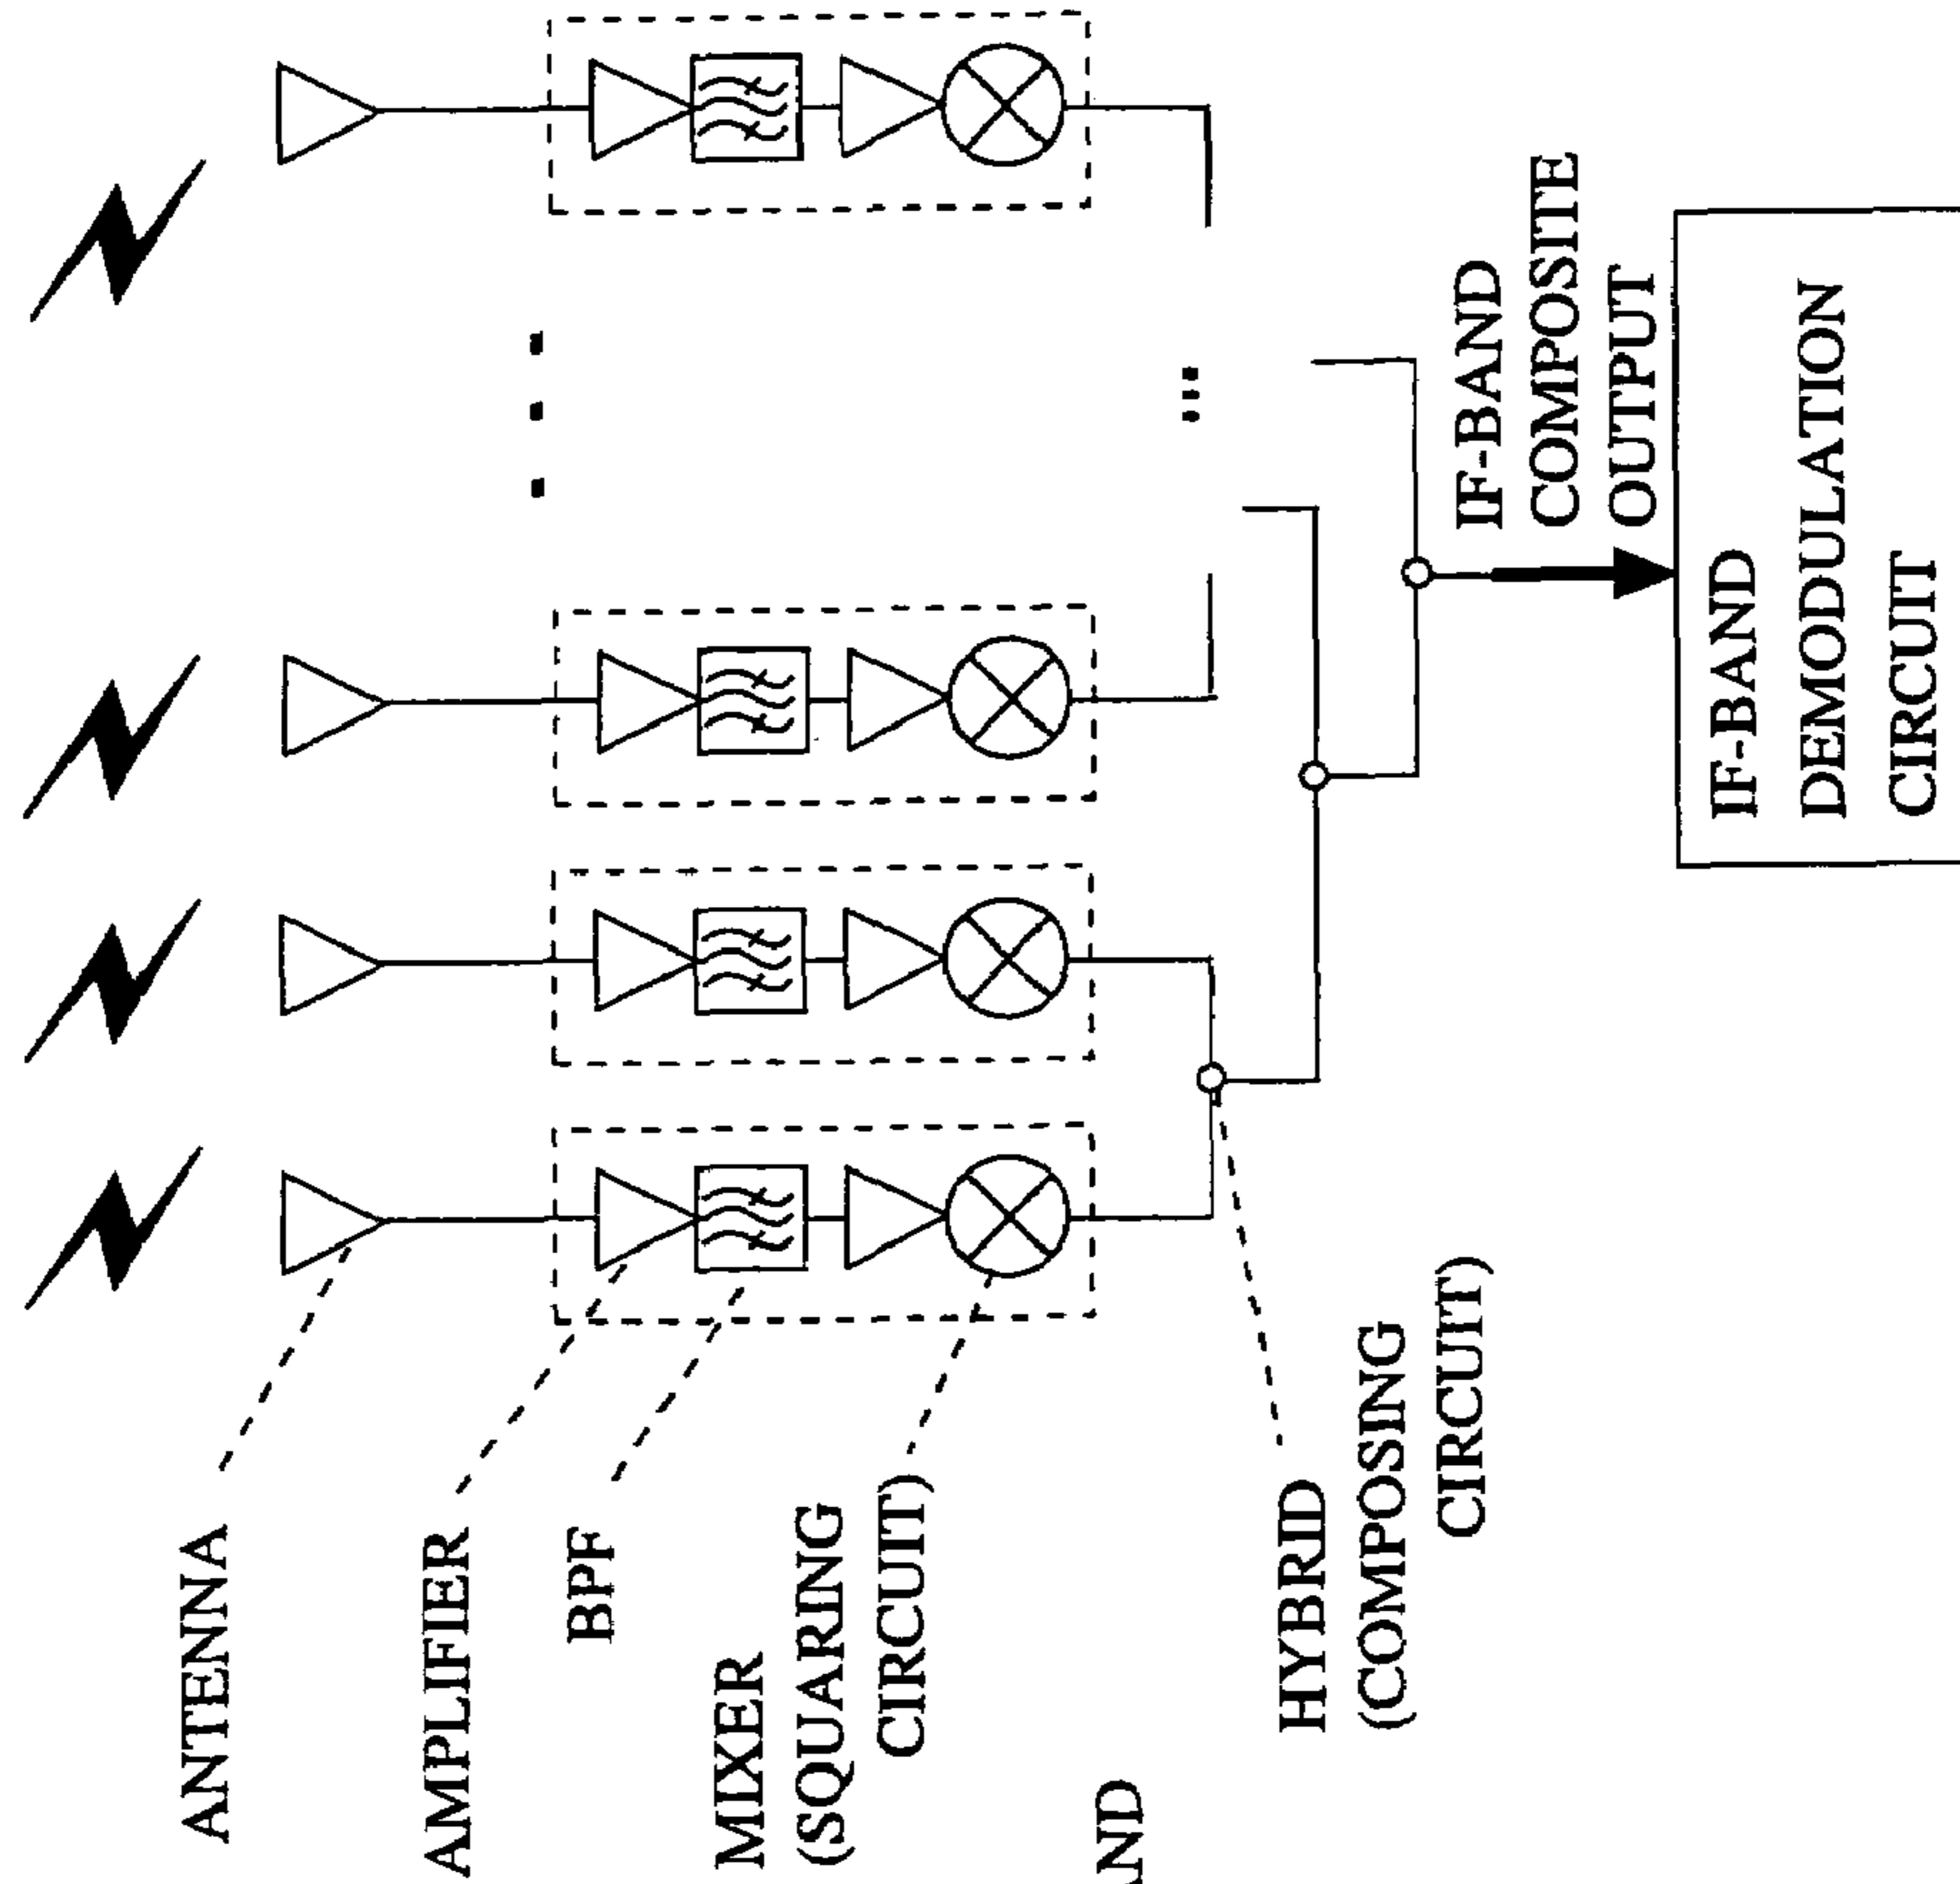 ANTENNA
AMPLIFIER
BPF
MIXER
(SQUARING
CIRCUIT)
HYBRID
(COMPOSING
CIRCUIT)
IF-BAND
COMPOSITE
OUTPUT
IF-BAND
DEMODULATION
CIRCUIT